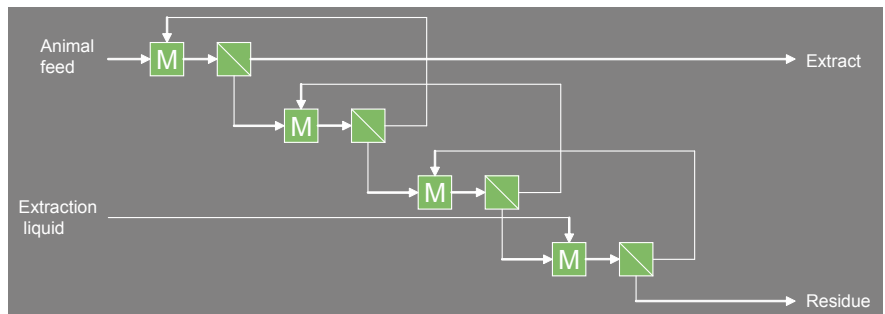 Animal
feed
M
Extract
M
M
Extraction
liquid
M
Residue